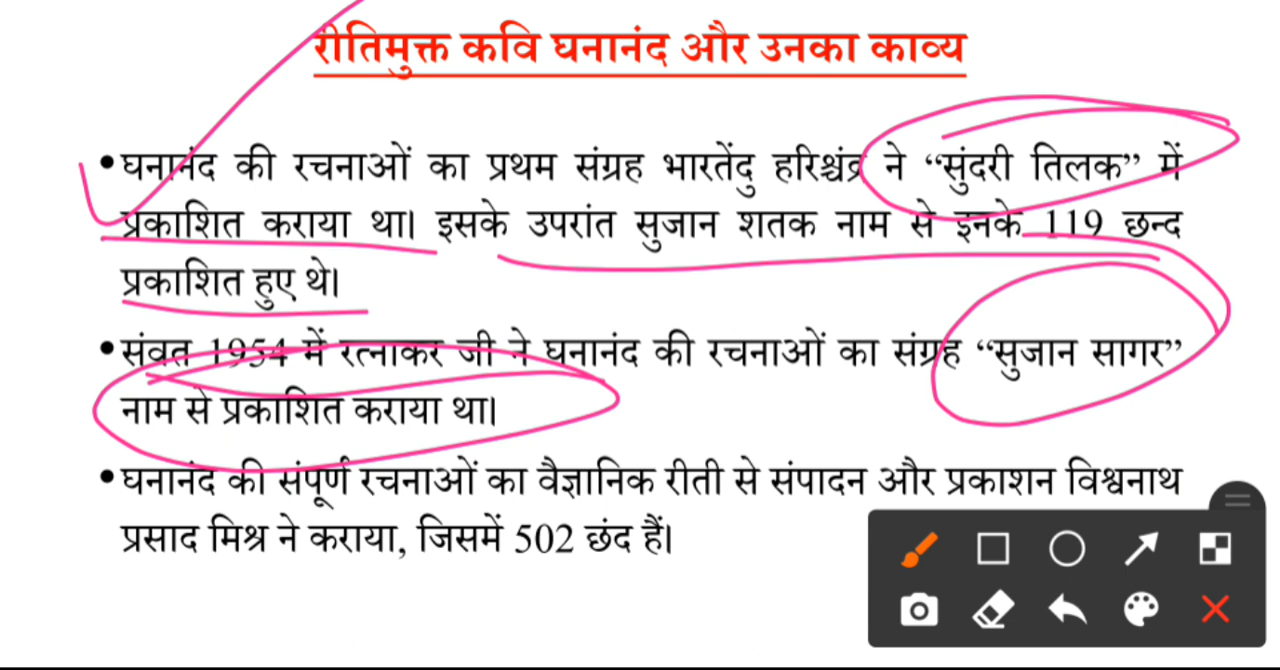 रीतिमुक्त कवि घनानंद और उनका काव्य
•घनानंद की रचनाओं का प्रथम संग्रह भारतेंदु हरिश्चंद्र ने “सुंदरी तिलक” में
प्रकाशित कराया था। इसके उपरांत सुजान शतक नाम से इनके 119 छन्द
प्रकाशित हुए थे।
•संवत 1954 में रत्नाकर जी ने घनानंद की रचनाओं का संग्रह “सुजान सागर”
नाम से प्रकाशित कराया था।
•घनानंद की संपूर्ण रचनाओं का वैज्ञानिक रीती से संपादन और प्रकाशन विश्वनाथ
प्रसाद मिश्र ने कराया, जिसमें 502 छंद हैं।